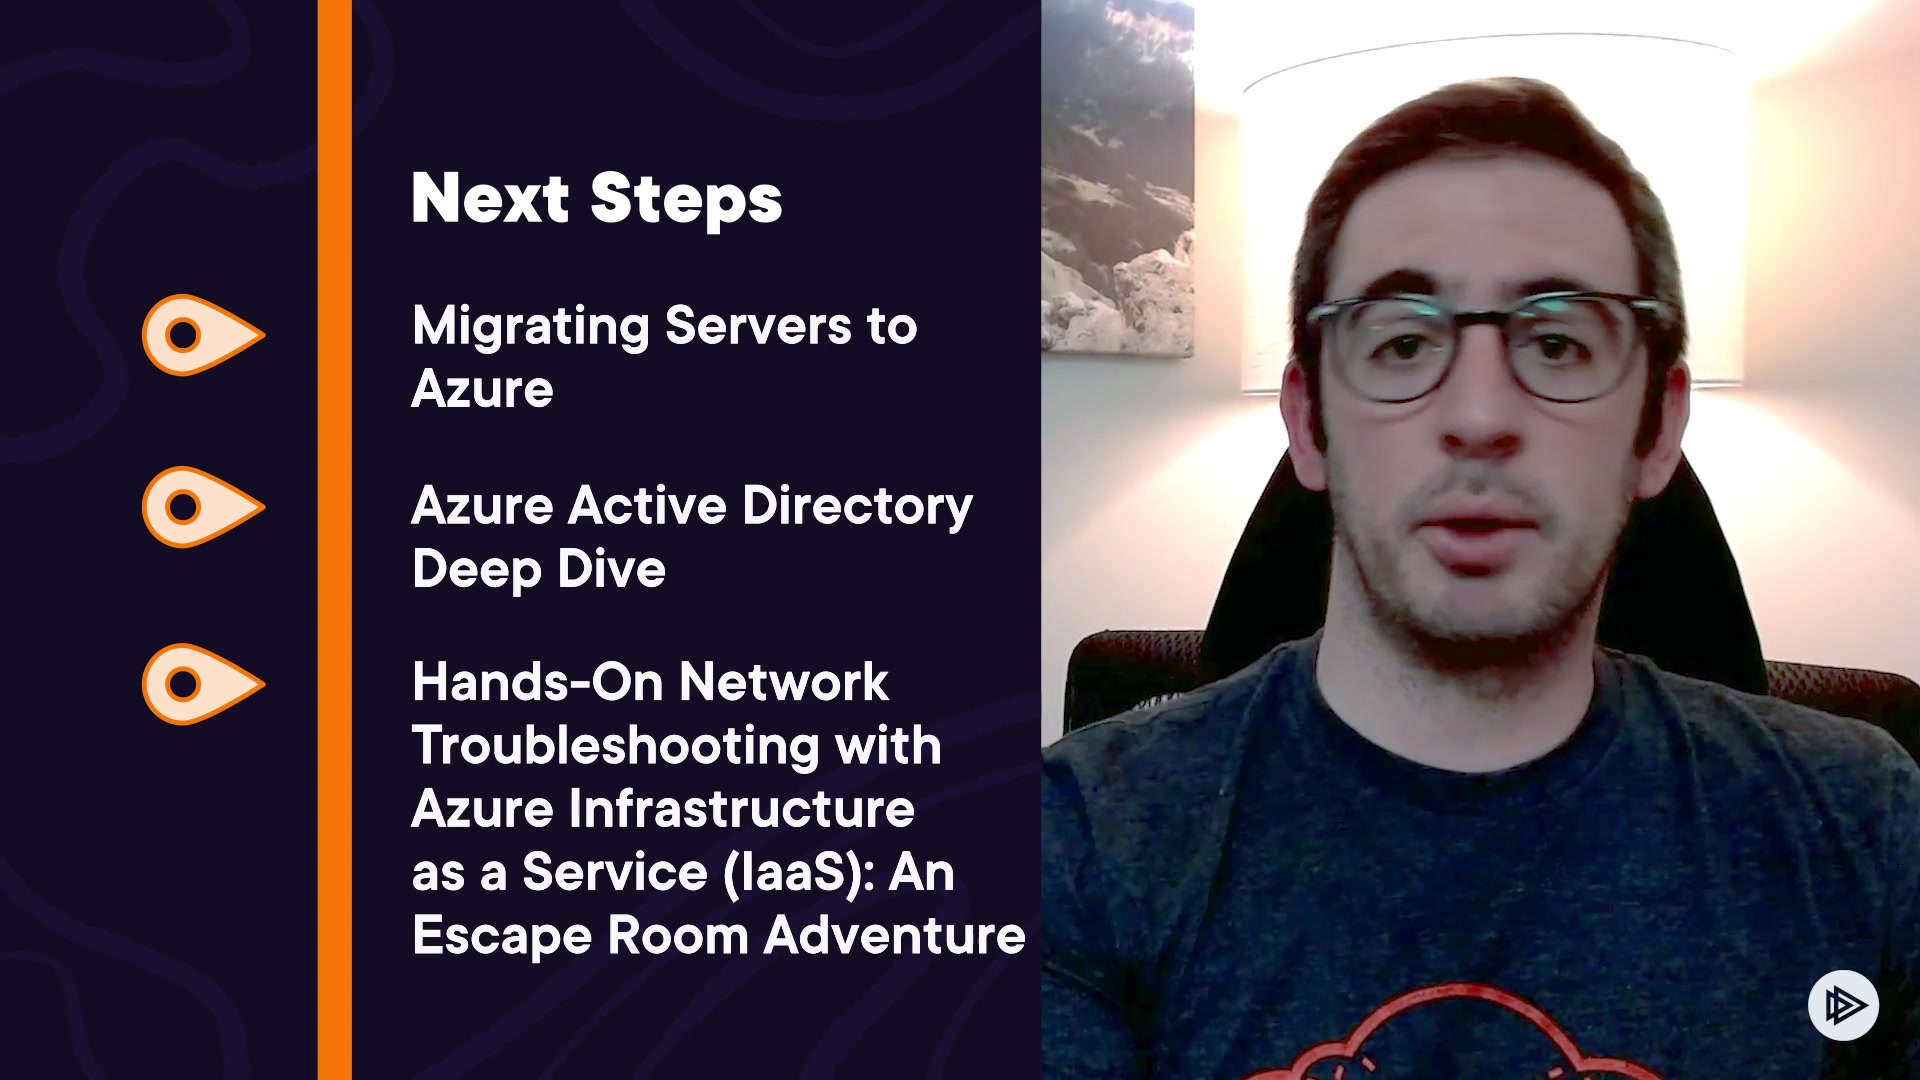 Next Steps
Migrating Servers to
Azure
Azure Active Directory
Deep Dive
Hands-On Network
Troubleshooting with
Azure Infrastructure
as a Service (IaaS): An
Escape Room Adventure